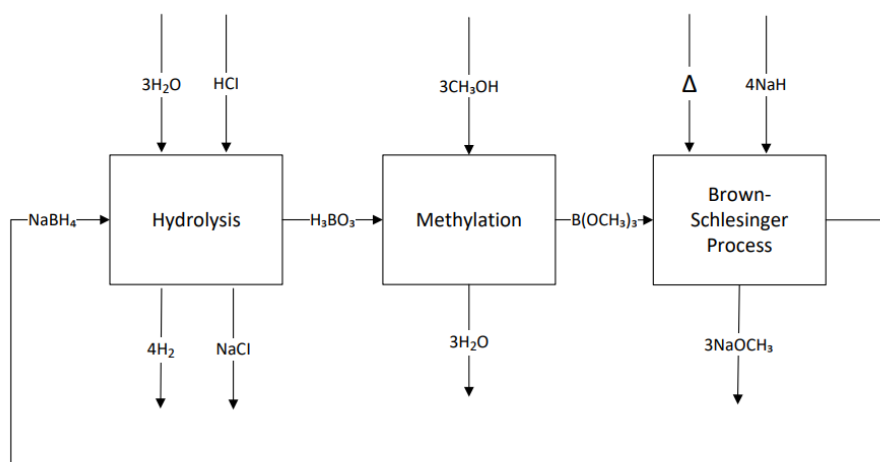 3H₂O
HCl
3CH₃OH
Δ
4NaH
NaBH₄
Hydrolysis
H₃BO₃
Methylation
B(OCH₃)₃
Brown-
Schlesinger
Process
4H₂
NaCl
3H₂O
3NaOCH₃